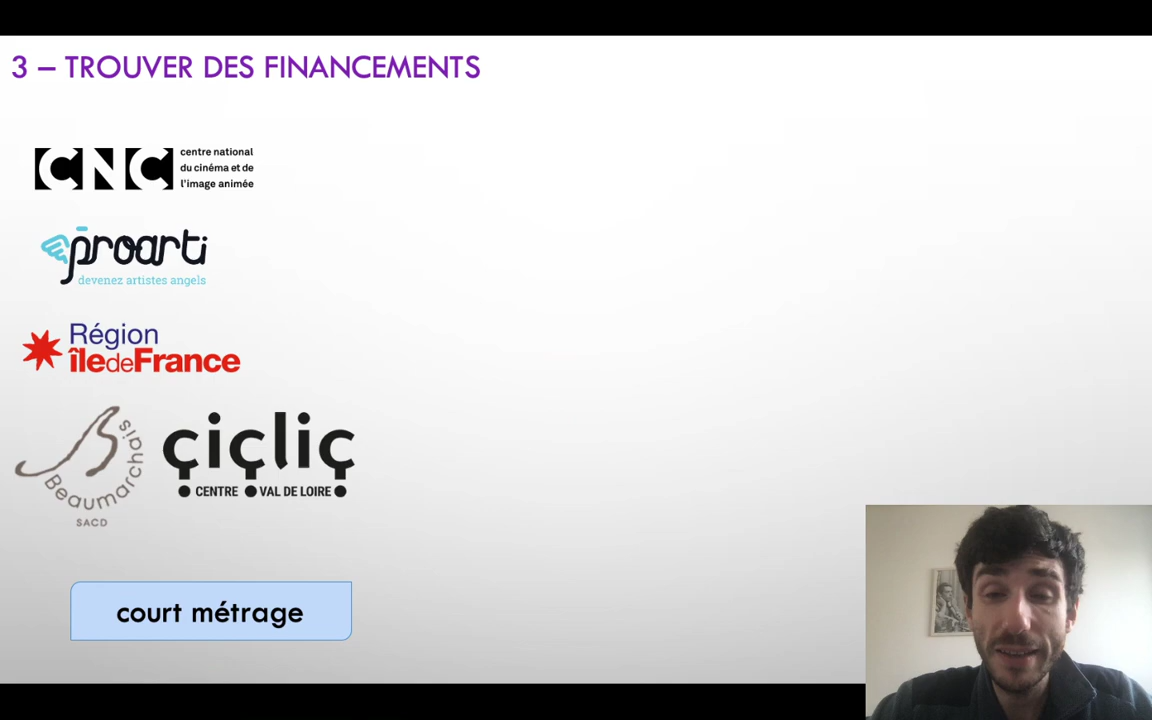 3 – TROUVER DES FINANCEMENTS
CNC
centre national
du cinéma et de
l'image animée
proarti
devenez artistes angels
Région
îledeFrance
Beaumarchais
SACD
çiçliç
CENTRE VAL DE LOIRE
court métrage